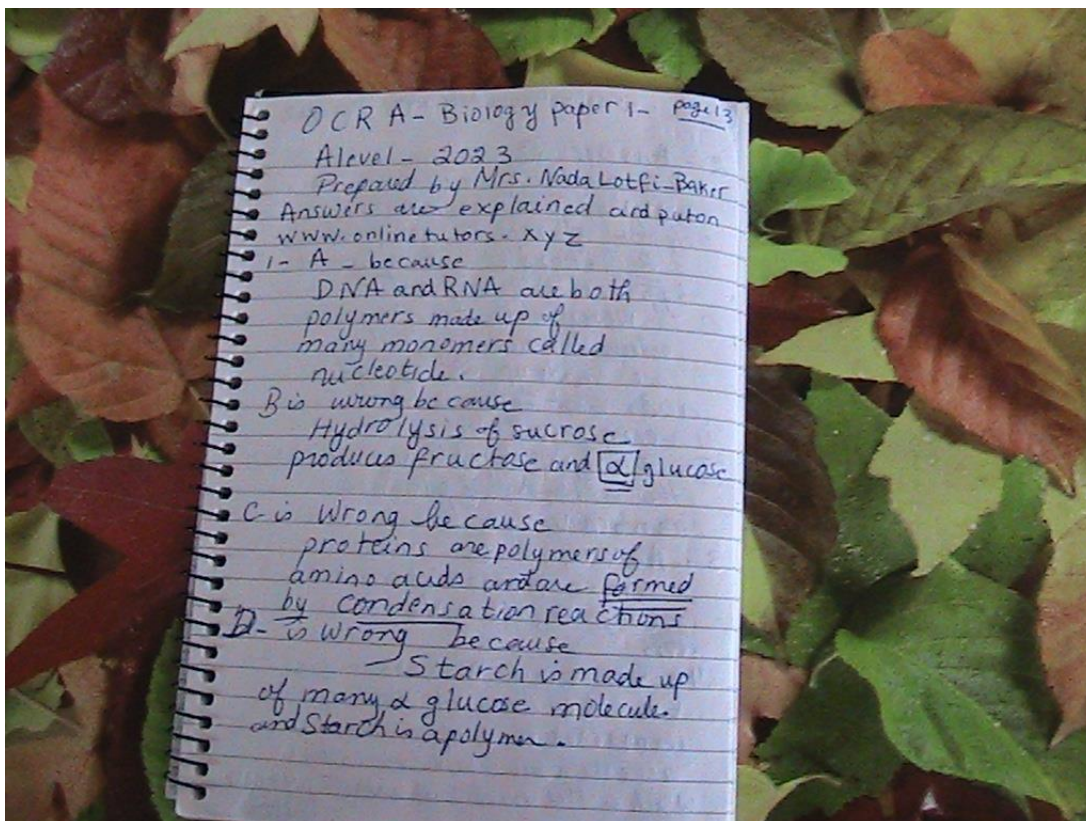 OCR A - Biology paper 1 - page 13
A level - 2023
Prepared by Mrs. Nada Lotfi-Baker
Answers are explained and put on
www.onlinetutors.xyz
1- A - because
DNA and RNA are both
polymers made up of
many monomers called
nucleotide.
B is wrong because
Hydrolysis of sucrose
produces fructose and α glucose
C- is Wrong because
proteins are polymers of
amino acids and are formed
by condensation reactions
D- is wrong because
Starch is made up
of many α glucose molecule.
and Starch is a polymer.